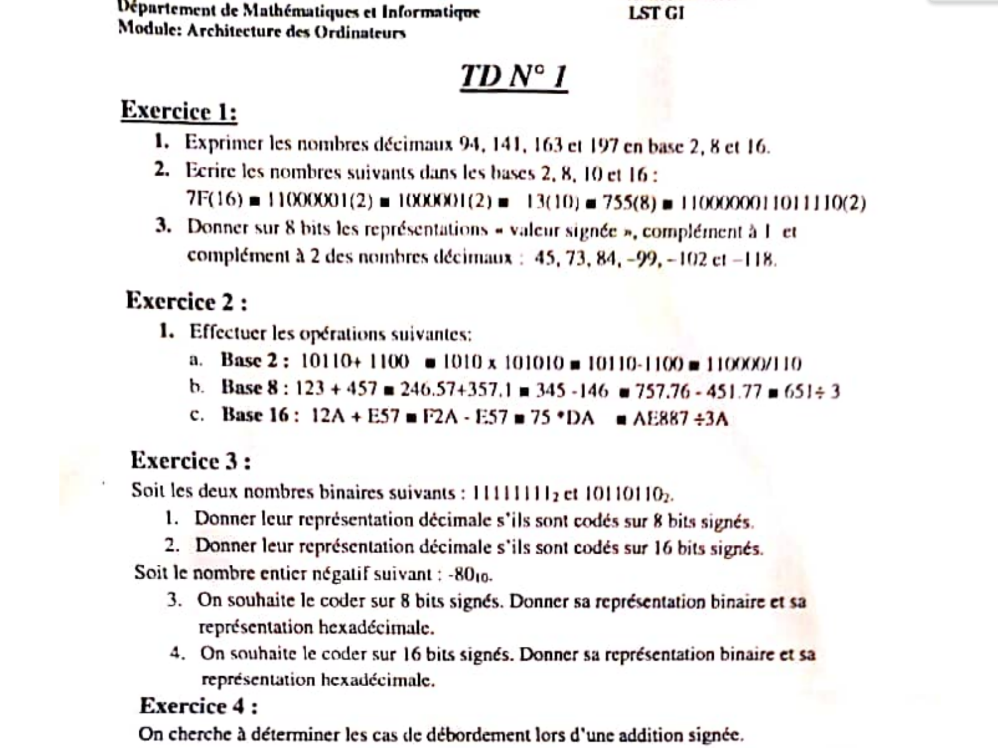 Département de Mathématiques et Informatique LST GI
Module: Architecture des Ordinateurs
TD N° 1
Exercice 1:
1. Exprimer les nombres décimaux 94, 141, 163 et 197 en base 2, 8 et 16.
2. Ecrire les nombres suivants dans les bases 2, 8, 10 et 16 :
7F(16) ■ 11000001(2) ■ 1000001(2) ■ 13(10) ■ 755(8) ■ 1100000011011110(2)
3. Donner sur 8 bits les représentations « valeur signée », complément à 1 et
complément à 2 des nombres décimaux : 45, 73, 84, -99, -102 et -118.
Exercice 2 :
1. Effectuer les opérations suivantes:
a. Base 2 : 10110+ 1100 ■ 1010 x 101010 ■ 10110-1100 ■ 110000/110
b. Base 8 : 123 + 457 ■ 246.57+357.1 ■ 345 -146 ■ 757.76 - 451.77 ■ 651÷ 3
c. Base 16 : 12A + E57 ■ F2A - E57 ■ 75 *DA ■ AE887 ÷3A
Exercice 3 :
Soit les deux nombres binaires suivants : 11111111₂ et 10110110₂.
1. Donner leur représentation décimale s'ils sont codés sur 8 bits signés.
2. Donner leur représentation décimale s'ils sont codés sur 16 bits signés.
Soit le nombre entier négatif suivant : -80₁₀.
3. On souhaite le coder sur 8 bits signés. Donner sa représentation binaire et sa
représentation hexadécimale.
4. On souhaite le coder sur 16 bits signés. Donner sa représentation binaire et sa
représentation hexadécimale.
Exercice 4 :
On cherche à déterminer les cas de débordement lors d'une addition signée.